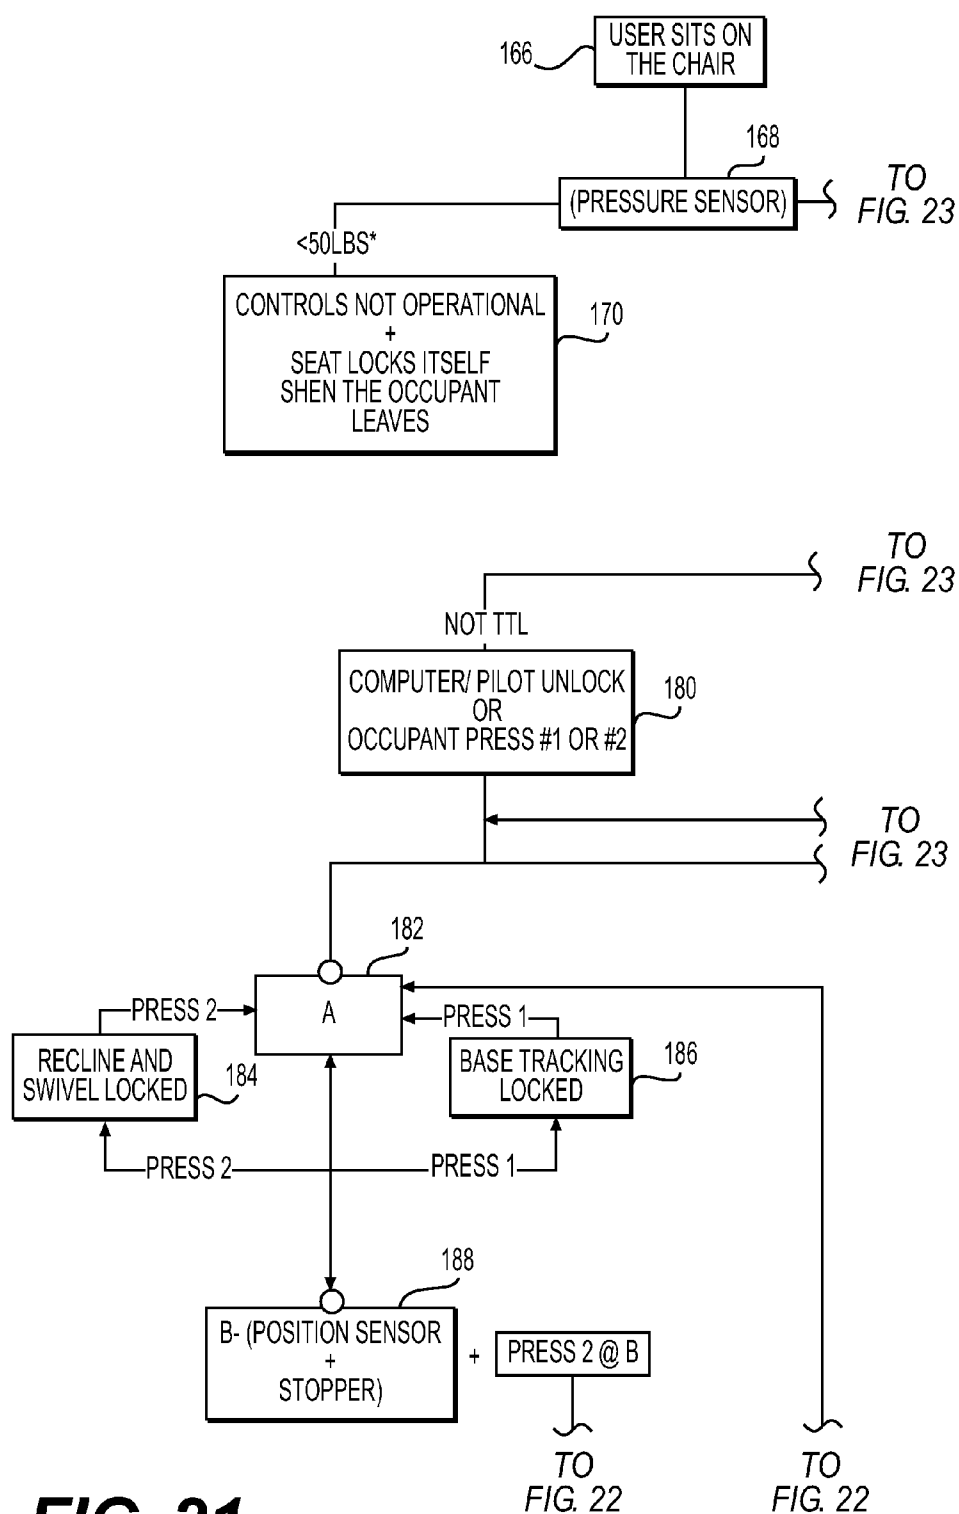 USER SITS ON
THE CHAIR
166
168
(PRESSURE SENSOR)
TO
FIG. 23
<50LBS*
CONTROLS NOT OPERATIONAL
+
SEAT LOCKS ITSELF
SHEN THE OCCUPANT
LEAVES
170
TO
FIG. 23
NOT TTL
COMPUTER/ PILOT UNLOCK
OR
OCCUPANT PRESS #1 OR #2
180
TO
FIG. 23
182
A
PRESS 2
PRESS 1
RECLINE AND
SWIVEL LOCKED
184
BASE TRACKING
LOCKED
186
PRESS 2
PRESS 1
188
B- (POSITION SENSOR
+
STOPPER)
+
PRESS 2 @ B
TO
FIG. 22
TO
FIG. 22
FIG. 21